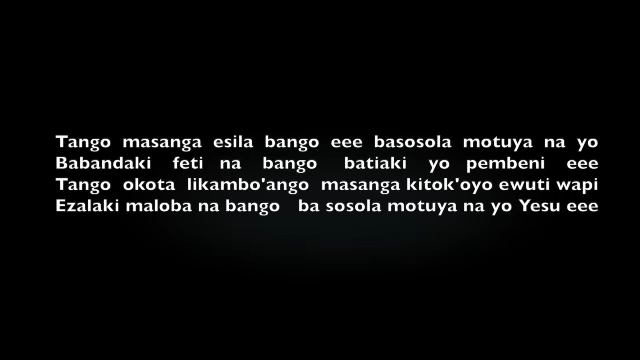 Tango masanga esila bango eee basosola motuya na yo
Babandaki feti na bango batiaki yo pembeni eee
Tango okota likambo'ango masanga kitok'oyo ewuti wapi
Ezalaki maloba na bango ba sosola motuya na yo Yesu eee